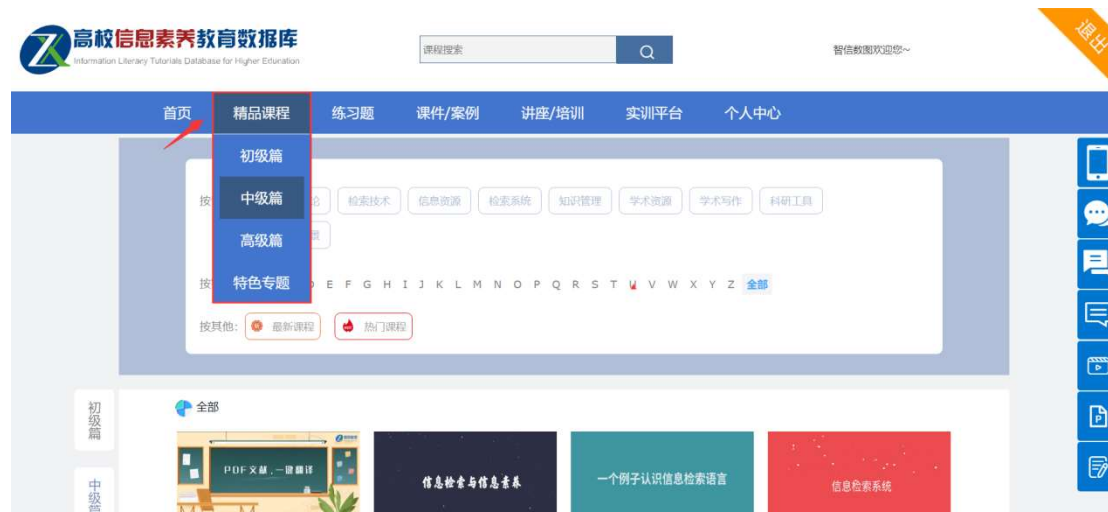 高校信息素养教育数据库
Information Literacy Tutorials Database for Higher Education
课程搜索
智信数图欢迎您~
退出
首页 精品课程 练习题 课件/案例 讲座/培训 实训平台 个人中心
初级篇
中级篇
高级篇
特色专题
按 论 检索技术 信息资源 检索系统 知识管理 学术资源 学术写作 科研工具
按 D E F G H I J K L M N O P Q R S T U V W X Y Z 全部
按其他: 最新课程 热门课程
初级篇
中级篇
全部
PDF文献,一键翻译
信息检索与信息素养
一个例子认识信息检索语言
信息检索系统